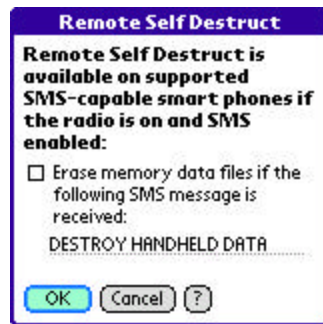 Remote Self Destruct
Remote Self Destruct is
available on supported
SMS-capable smart phones if
the radio is on and SMS
enabled:
Erase memory data files if the
following SMS message is
received:
DESTROY HANDHELD DATA
OK Cancel ?